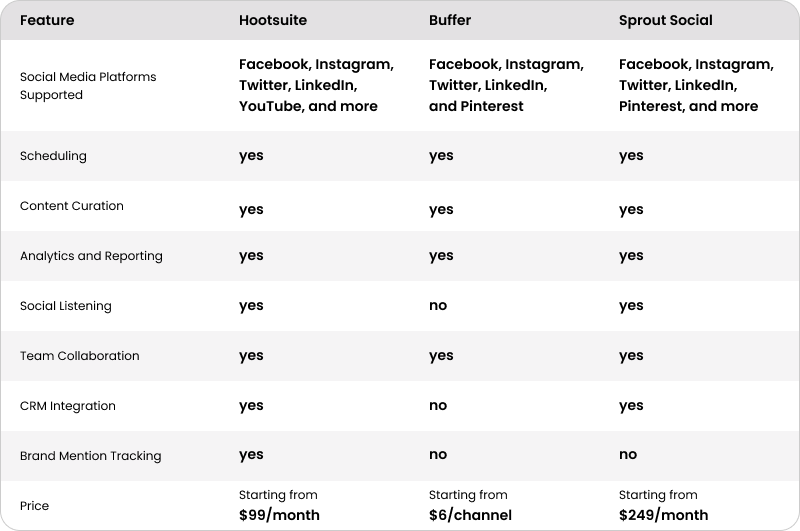 Feature Hootsuite Buffer Sprout Social
Social Media Platforms
Supported
Facebook, Instagram,
Twitter, LinkedIn,
YouTube, and more
Facebook, Instagram,
Twitter, LinkedIn,
and Pinterest
Facebook, Instagram,
Twitter, LinkedIn,
Pinterest, and more
Scheduling yes yes yes
Content Curation yes yes yes
Analytics and Reporting yes yes yes
Social Listening yes no yes
Team Collaboration yes yes yes
CRM Integration yes no yes
Brand Mention Tracking yes no no
Price
Starting from
$99/month
Starting from
$6/channel
Starting from
$249/month